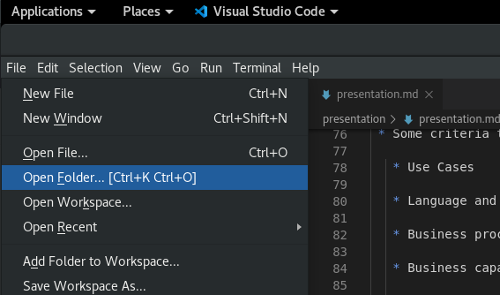 Applications Places Visual Studio Code
File Edit Selection View Go Run Terminal Help
New File Ctrl+N
New Window Ctrl+Shift+N
Open File... Ctrl+O
Open Folder... [Ctrl+K Ctrl+O]
Open Workspace...
Open Recent
Add Folder to Workspace...
Save Workspace As...
presentation.md
presentation > presentation.md
76 * Some criteria
77
78 * Use Cases
79
80 * Language and
81
82 * Business
83
84 * Business
85